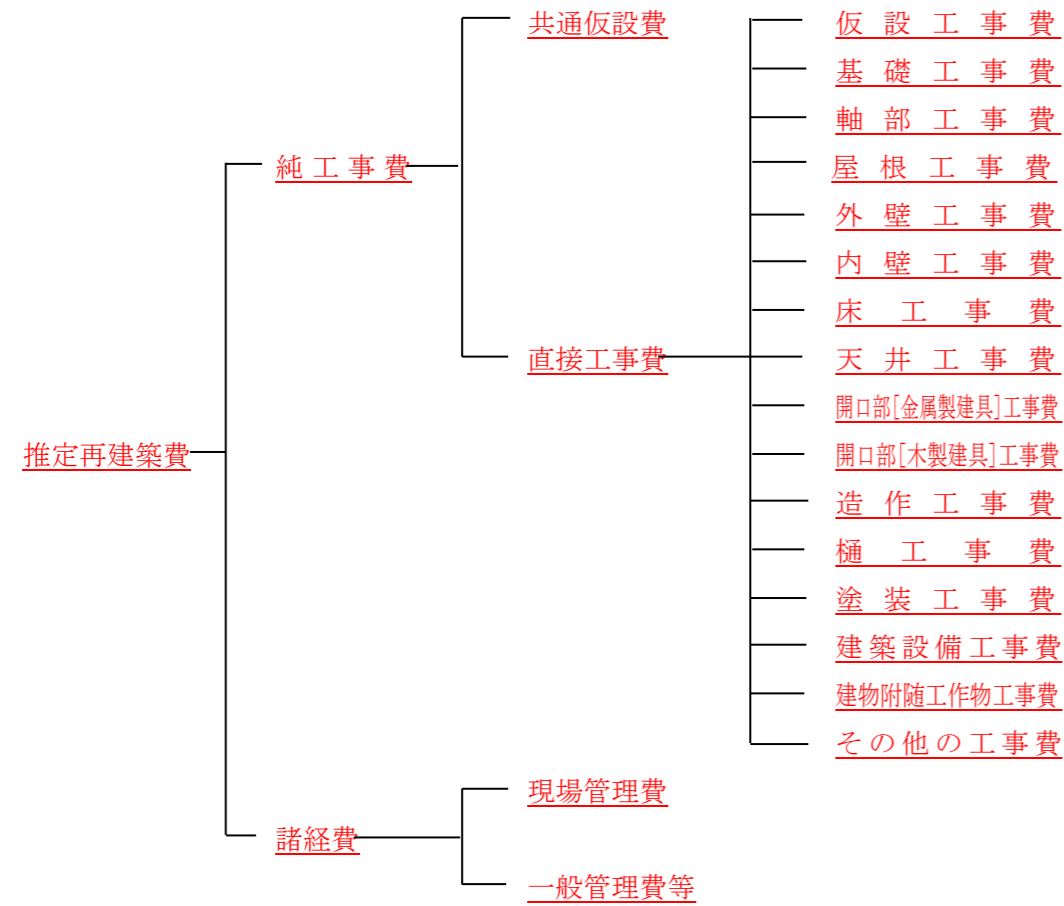 共通仮設費
仮設工事費
基礎工事費
軸部工事費
純工事費
屋根工事費
外壁工事費
内壁工事費
床工事費
直接工事費
天井工事費
開口部[金属製建具]工事費
推定再建築費
開口部[木製建具]工事費
造作工事費
樋工事費
塗装工事費
建築設備工事費
建物附随工作物工事費
その他の工事費
現場管理費
諸経費
一般管理費等